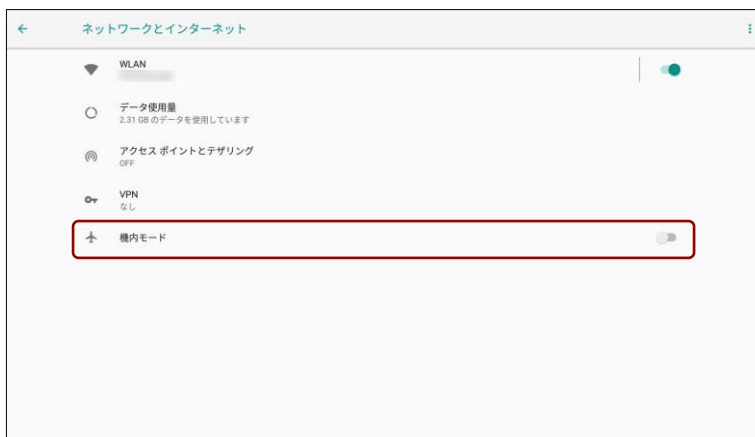 ネットワークとインターネット
WLAN
データ使用量
2.31 GB のデータを使用しています
アクセス ポイントとテザリング
OFF
VPN
なし
機内モード